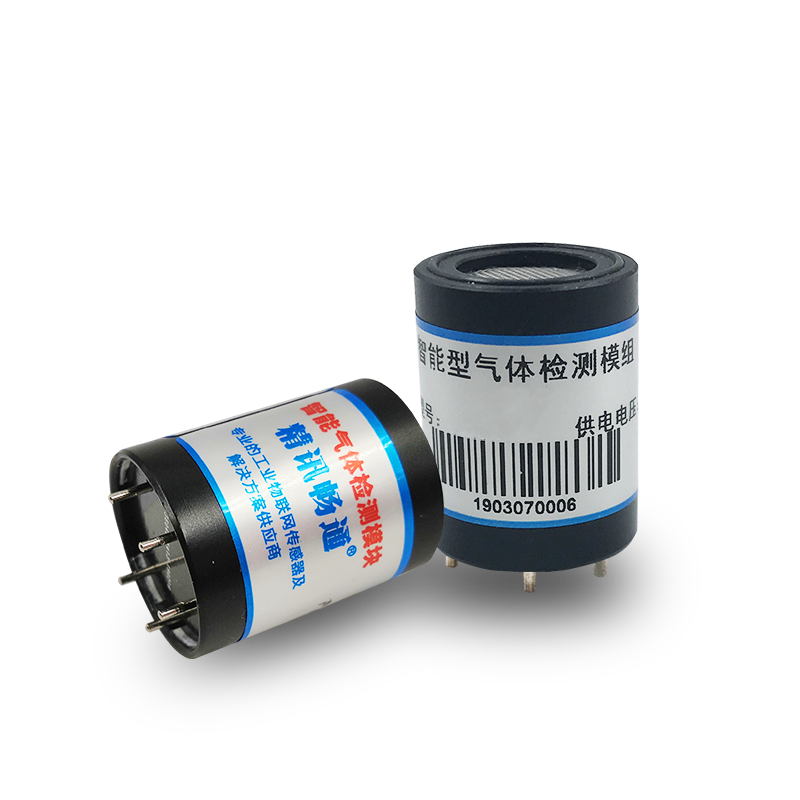 智能气体检测模块
精讯畅通®
专业的工业物联网传感器及
解决方案供应商
智能型气体检测模组
型号：
供电电压:
1903070006